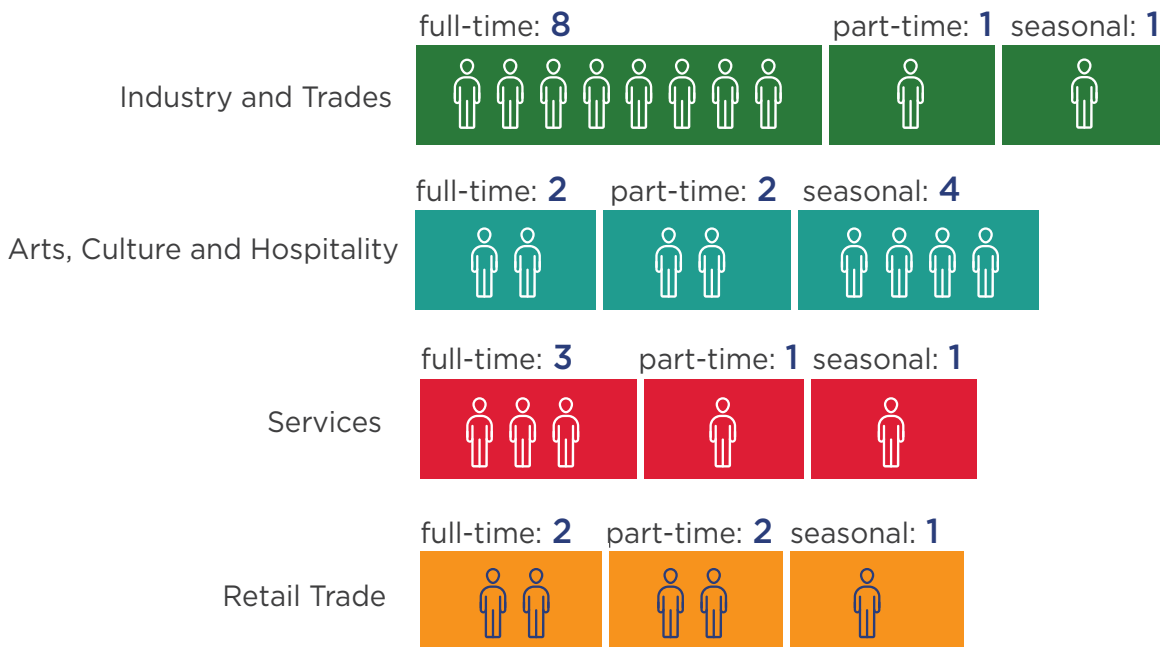 full-time: 8 part-time: 1 seasonal: 1
Industry and Trades
full-time: 2 part-time: 2 seasonal: 4
Arts, Culture and Hospitality
full-time: 3 part-time: 1 seasonal: 1
Services
full-time: 2 part-time: 2 seasonal: 1
Retail Trade